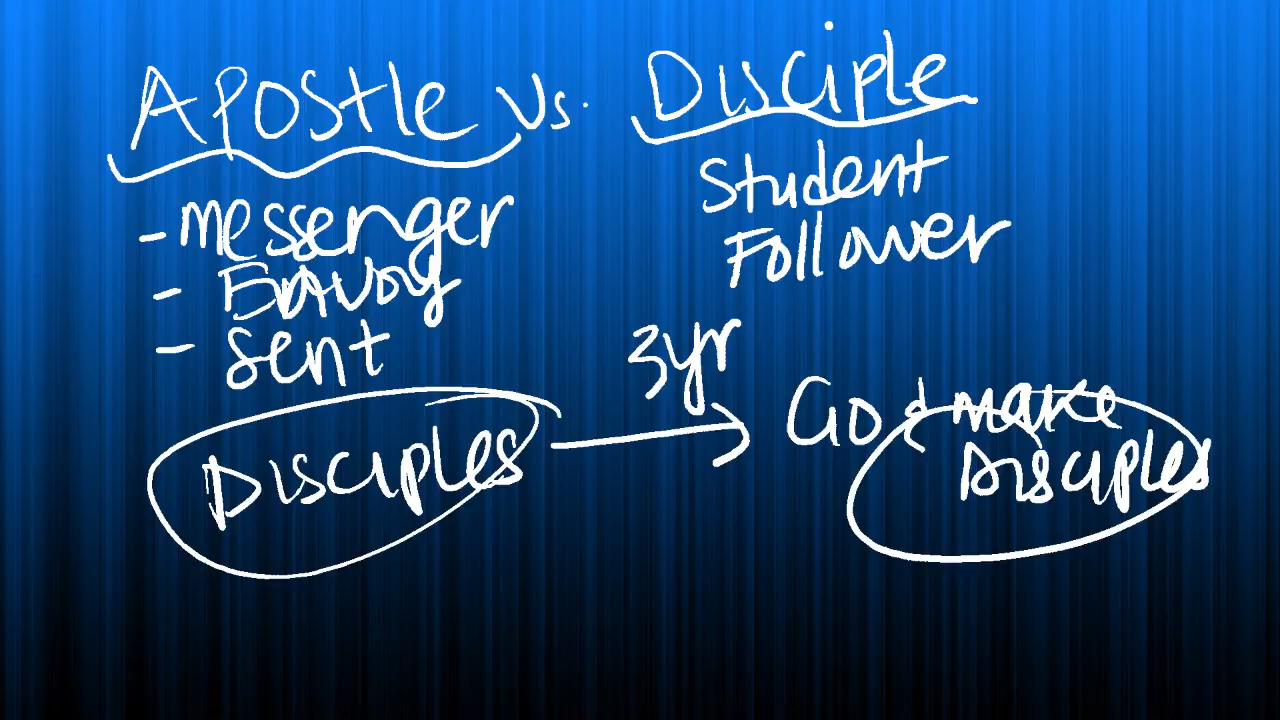 Apostle vs. Disciple
- messenger
- Envoy
- sent
Student
Follower
3yr
Disciples → Go & make
Disciples